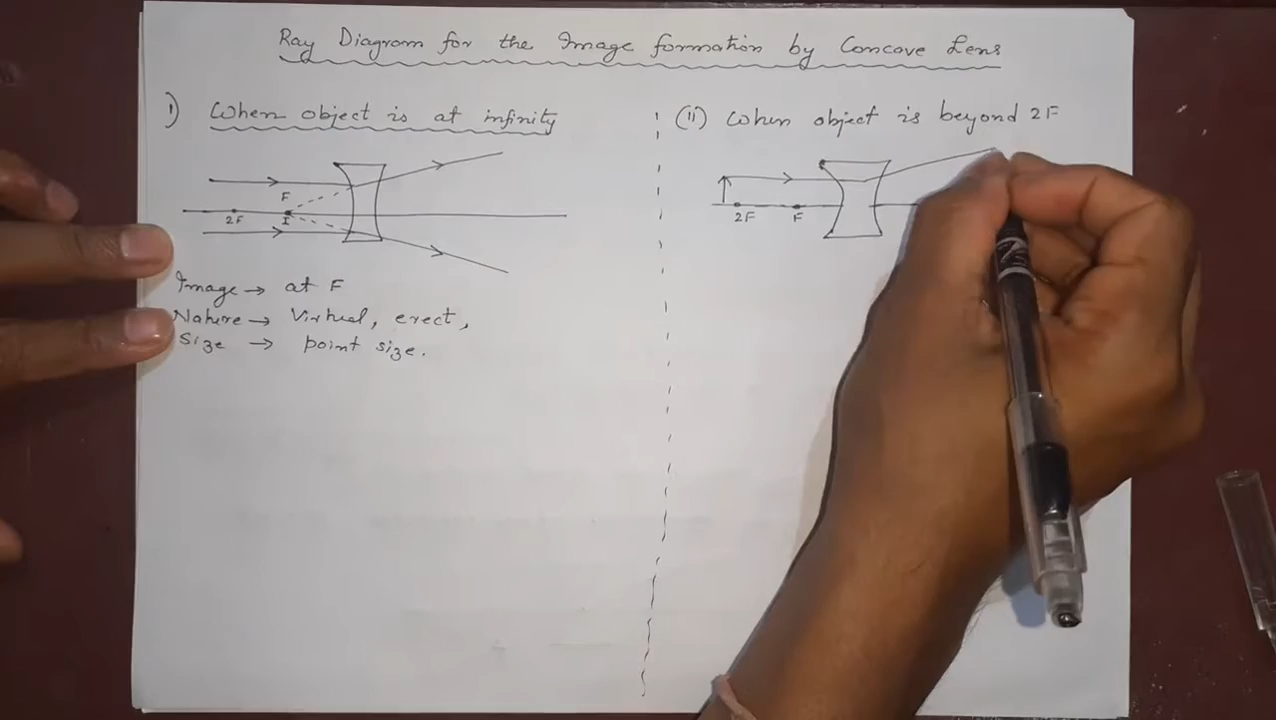 Ray Diagram for the Image formation by Concave Lens
i) When object is at infinity
F
2F
I
Image → at F
Nature → Virtual, erect,
Size → point size.
(ii) When object is beyond 2F
2F F